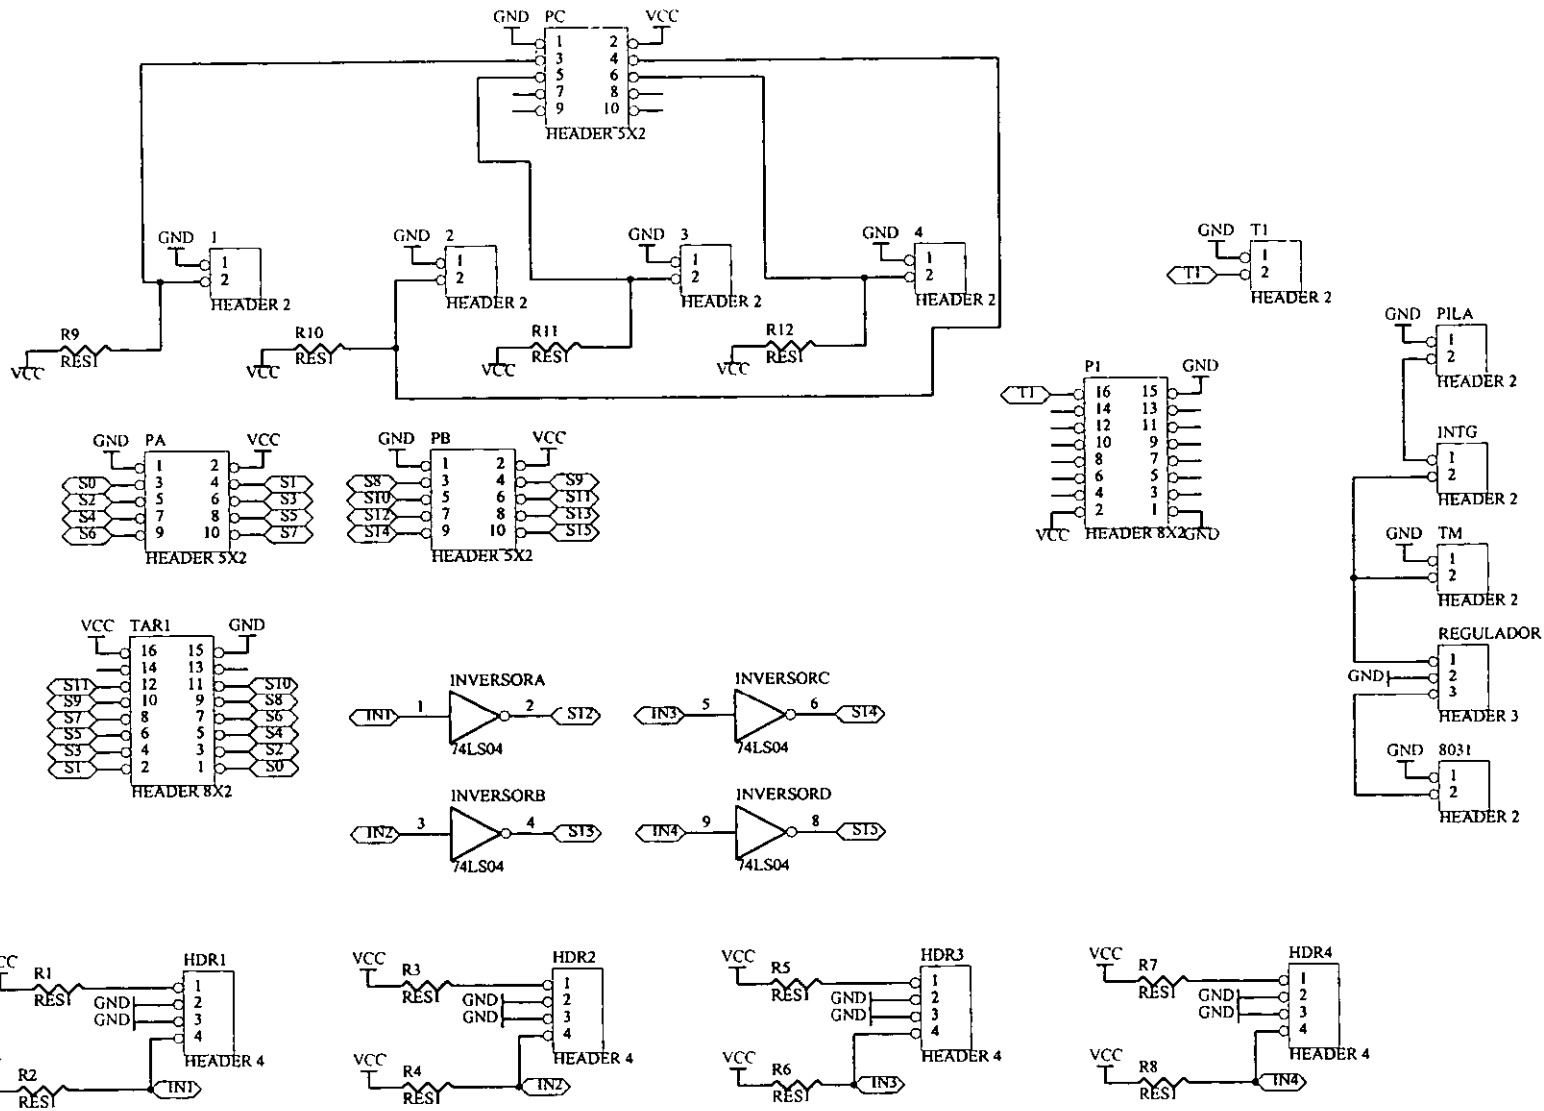 GND PC VCC
1 2
3 4
5 6
7 8
9 10
HEADER 5X2
GND 1
1
2
HEADER 2
R9
RES1
VCC
GND 2
1
2
HEADER 2
R10
RES1
VCC
GND 3
1
2
HEADER 2
R11
RES1
VCC
GND 4
1
2
HEADER 2
R12
RES1
VCC
GND T1
1
T1 2
HEADER 2
GND PILA
1
2
HEADER 2
P1 GND
T1 16 15
14 13
12 11
10 9
8 7
6 5
4 3
2 1
VCC HEADER 8X2 GND
INTG
1
2
HEADER 2
GND TM
1
2
HEADER 2
REGULADOR
1
GND 2
3
HEADER 3
GND 8031
1
2
HEADER 2
GND PA VCC
1 2
S0 3 4 S1
S2 5 6 S3
S4 7 8 S5
S6 9 10 S7
HEADER 5X2
GND PB VCC
1 2
S8 3 4 S9
S10 5 6 S11
S12 7 8 S13
S14 9 10 S15
HEADER 5X2
VCC TAR1 GND
16 15
14 13
S11 12 11 S10
S9 10 9 S8
S7 8 7 S6
S5 6 5 S4
S3 4 3 S2
S1 2 1 S0
HEADER 8X2
INVERSORA
IN1 1 2 S12
74LS04
INVERSORC
IN3 5 6 S14
74LS04
INVERSORB
IN2 3 4 S13
74LS04
INVERSORD
IN4 9 8 S15
74LS04
HDR1
R1
RES1
1
GND 2
GND 3
4
HEADER 4
R2
RES1
IN1
VCC HDR2
R3
RES1
1
GND 2
GND 3
4
HEADER 4
VCC
R4
RES1
IN2
VCC HDR3
R5
RES1
1
GND 2
GND 3
4
HEADER 4
VCC
R6
RES1
IN3
VCC HDR4
R7
RES1
1
GND 2
GND 3
4
HEADER 4
VCC
R8
RES1
IN4